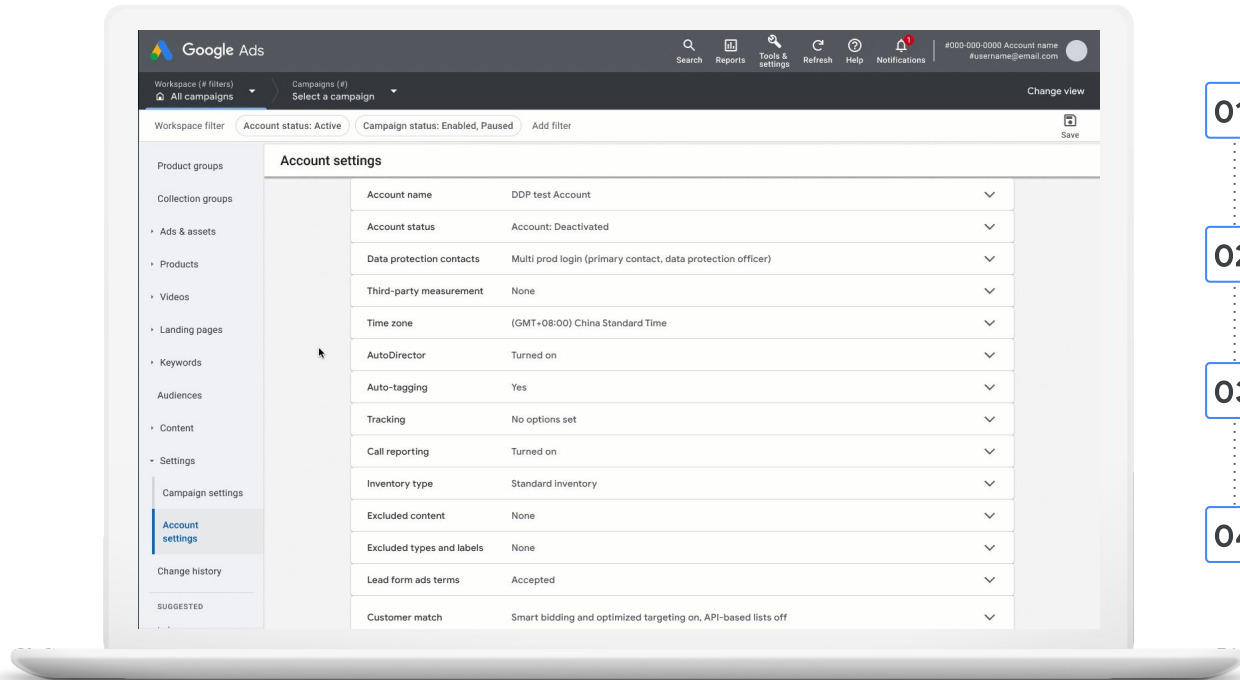 Google Ads
Search
Reports
Tools &
settings
Refresh
Help
Notifications
1
#000-000-0000 Account name
#username@email.com
Workspace (# filters)
All campaigns
Campaigns (#)
Select a campaign
Change view
Workspace filter
Account status: Active
Campaign status: Enabled, Paused
Add filter
Save
Product groups
Collection groups
Ads & assets
Products
Videos
Landing pages
Keywords
Audiences
Content
Settings
Campaign settings
Account
settings
Change history
SUGGESTED
Account settings
Account name DDP test Account
Account status Account: Deactivated
Data protection contacts Multi prod login (primary contact, data protection officer)
Third-party measurement None
Time zone (GMT+08:00) China Standard Time
AutoDirector Turned on
Auto-tagging Yes
Tracking No options set
Call reporting Turned on
Inventory type Standard inventory
Excluded content None
Excluded types and labels None
Lead form ads terms Accepted
Customer match Smart bidding and optimized targeting on, API-based lists off
01
02
03
04